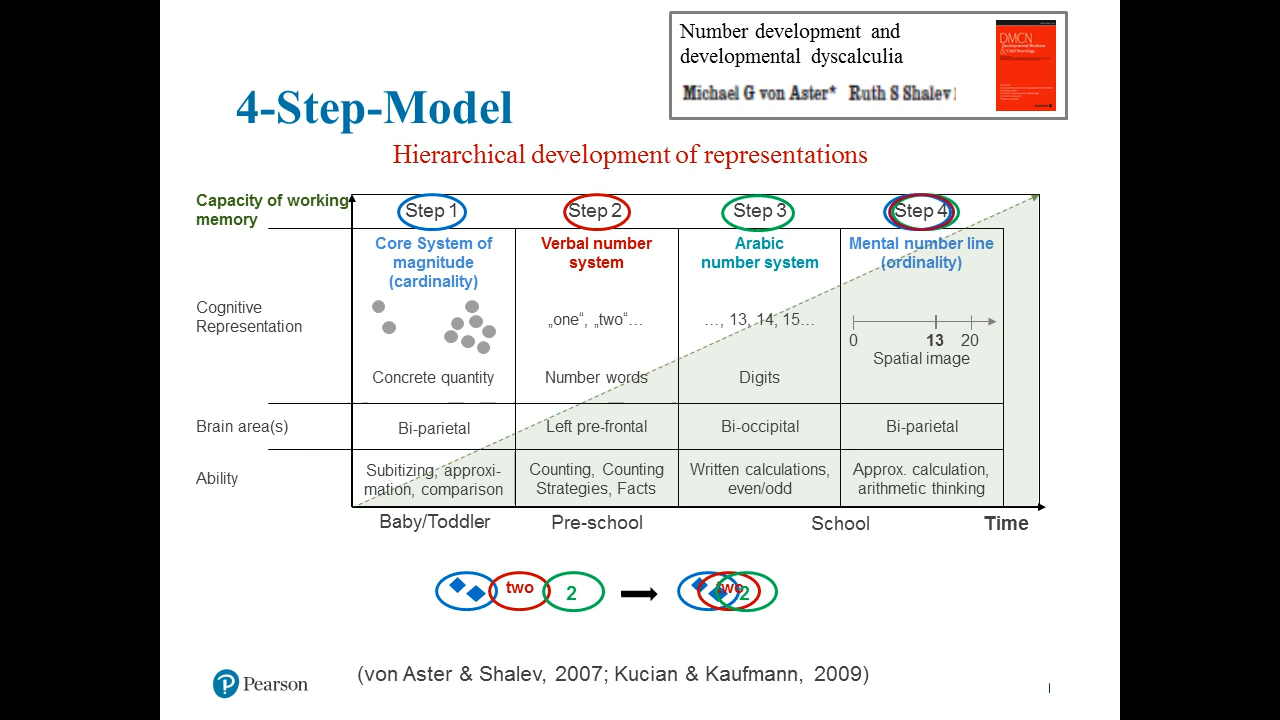 Number development and
developmental dyscalculia
Michael G von Aster* Ruth S Shalev
DMCN
4-Step-Model
Hierarchical development of representations
Capacity of working
memory
Step 1
Step 2
Step 3
Step 4
Core System of
magnitude
(cardinality)
Verbal number
system
Arabic
number system
Mental number line
(ordinality)
Cognitive
Representation
„one“, „two“…
…, 13, 14, 15…
0 13 20
Spatial image
Concrete quantity
Number words
Digits
Brain area(s)
Bi-parietal
Left pre-frontal
Bi-occipital
Bi-parietal
Ability
Subitizing, approxi-
mation, comparison
Counting, Counting
Strategies, Facts
Written calculations,
even/odd
Approx. calculation,
arithmetic thinking
Baby/Toddler
Pre-school
School
Time
two
2
two
2
(von Aster & Shalev, 2007; Kucian & Kaufmann, 2009)
P Pearson